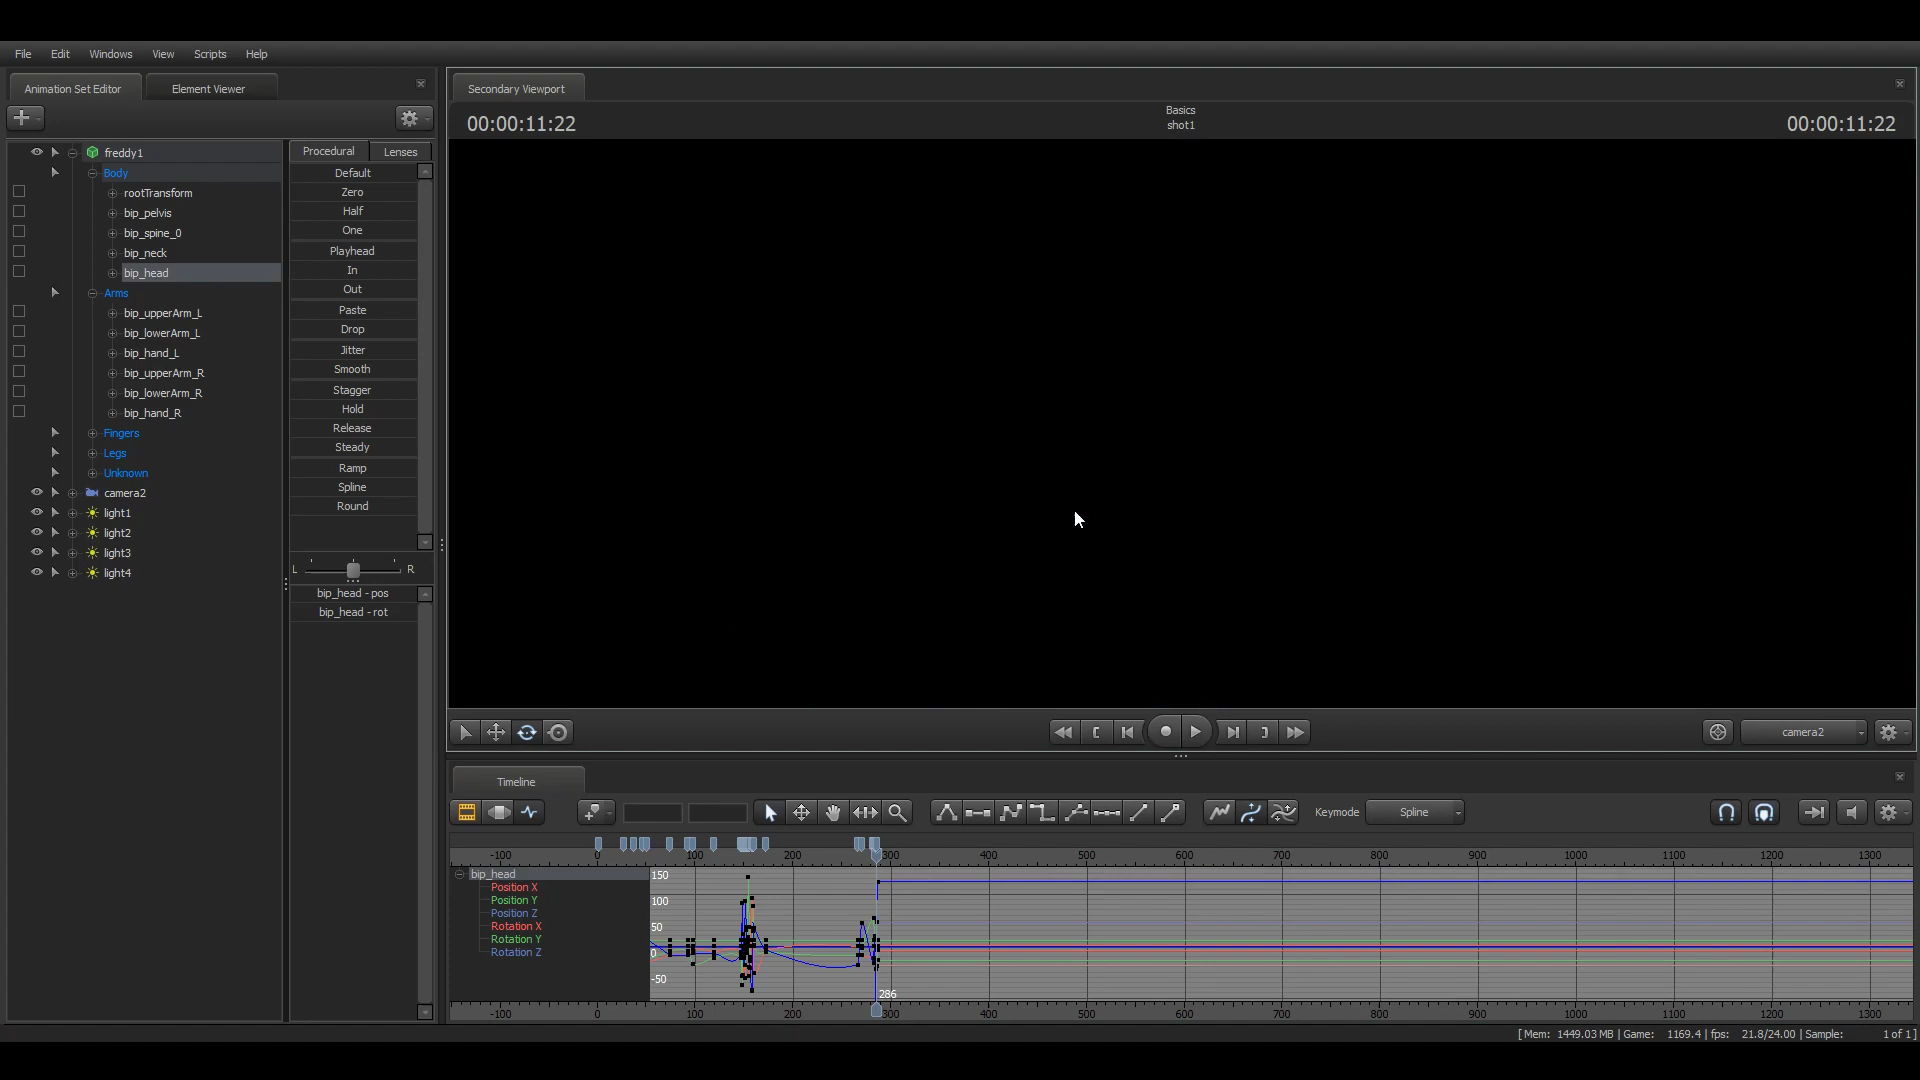 File Edit Windows View Scripts Help
Animation Set Editor Element Viewer
Secondary Viewport
00:00:11:22
Basics
shot1
00:00:11:22
freddy1
Body
rootTransform
bip_pelvis
bip_spine_0
bip_neck
bip_head
Arms
bip_upperArm_L
bip_lowerArm_L
bip_hand_L
bip_upperArm_R
bip_lowerArm_R
bip_hand_R
Fingers
Legs
Unknown
camera2
light1
light2
light3
light4
Procedural Lenses
Default
Zero
Half
One
Playhead
In
Out
Paste
Drop
Jitter
Smooth
Stagger
Hold
Release
Steady
Ramp
Spline
Round
L R
bip_head - pos
bip_head - rot
camera2
Timeline
Keymode Spline
-100 0 100 200 300 400 500 600 700 800 900 1000 1100 1200 1300
bip_head
Position X
Position Y
Position Z
Rotation X
Rotation Y
Rotation Z
150
100
50
0
-50
286
-100 0 100 200 300 400 500 600 700 800 900 1000 1100 1200 1300
[ Mem: 1449.03 MB | Game: 1169.4 | fps: 21.8/24.00 | Sample: 1 of 1 ]